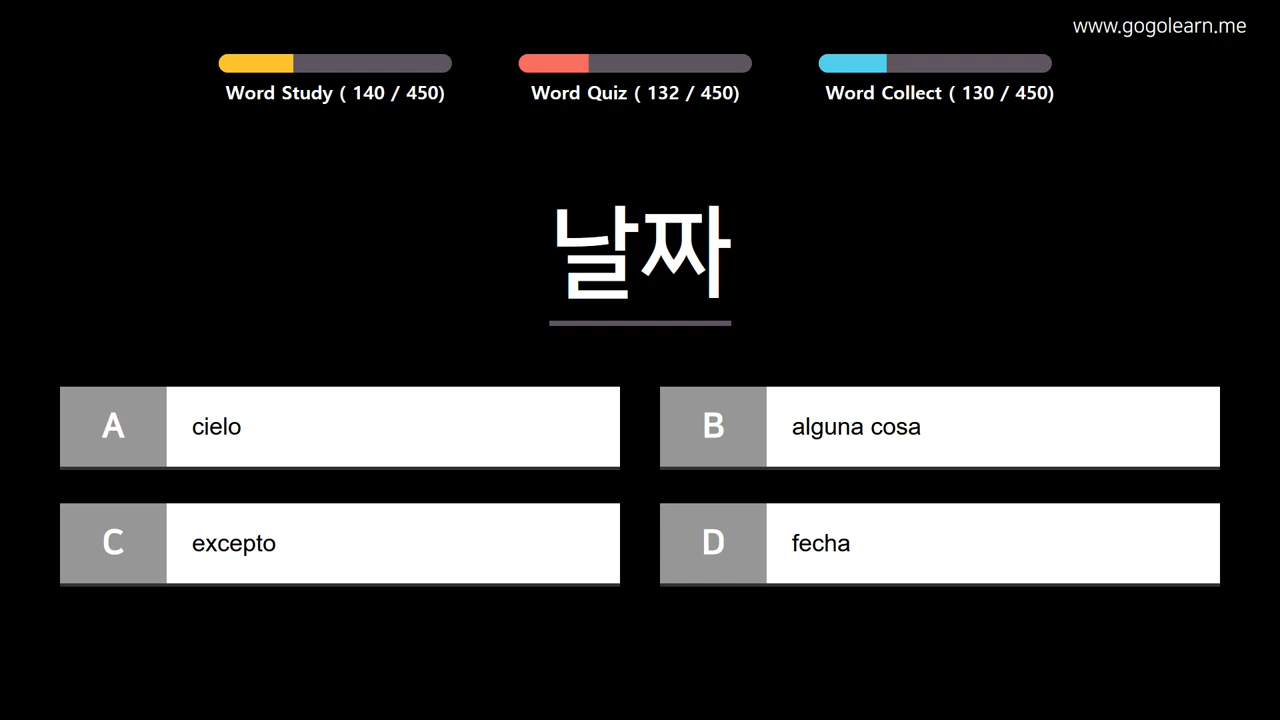 www.gogolearn.me
Word Study ( 140 / 450)
Word Quiz ( 132 / 450)
Word Collect ( 130 / 450)
날짜
A cielo
B alguna cosa
C excepto
D fecha